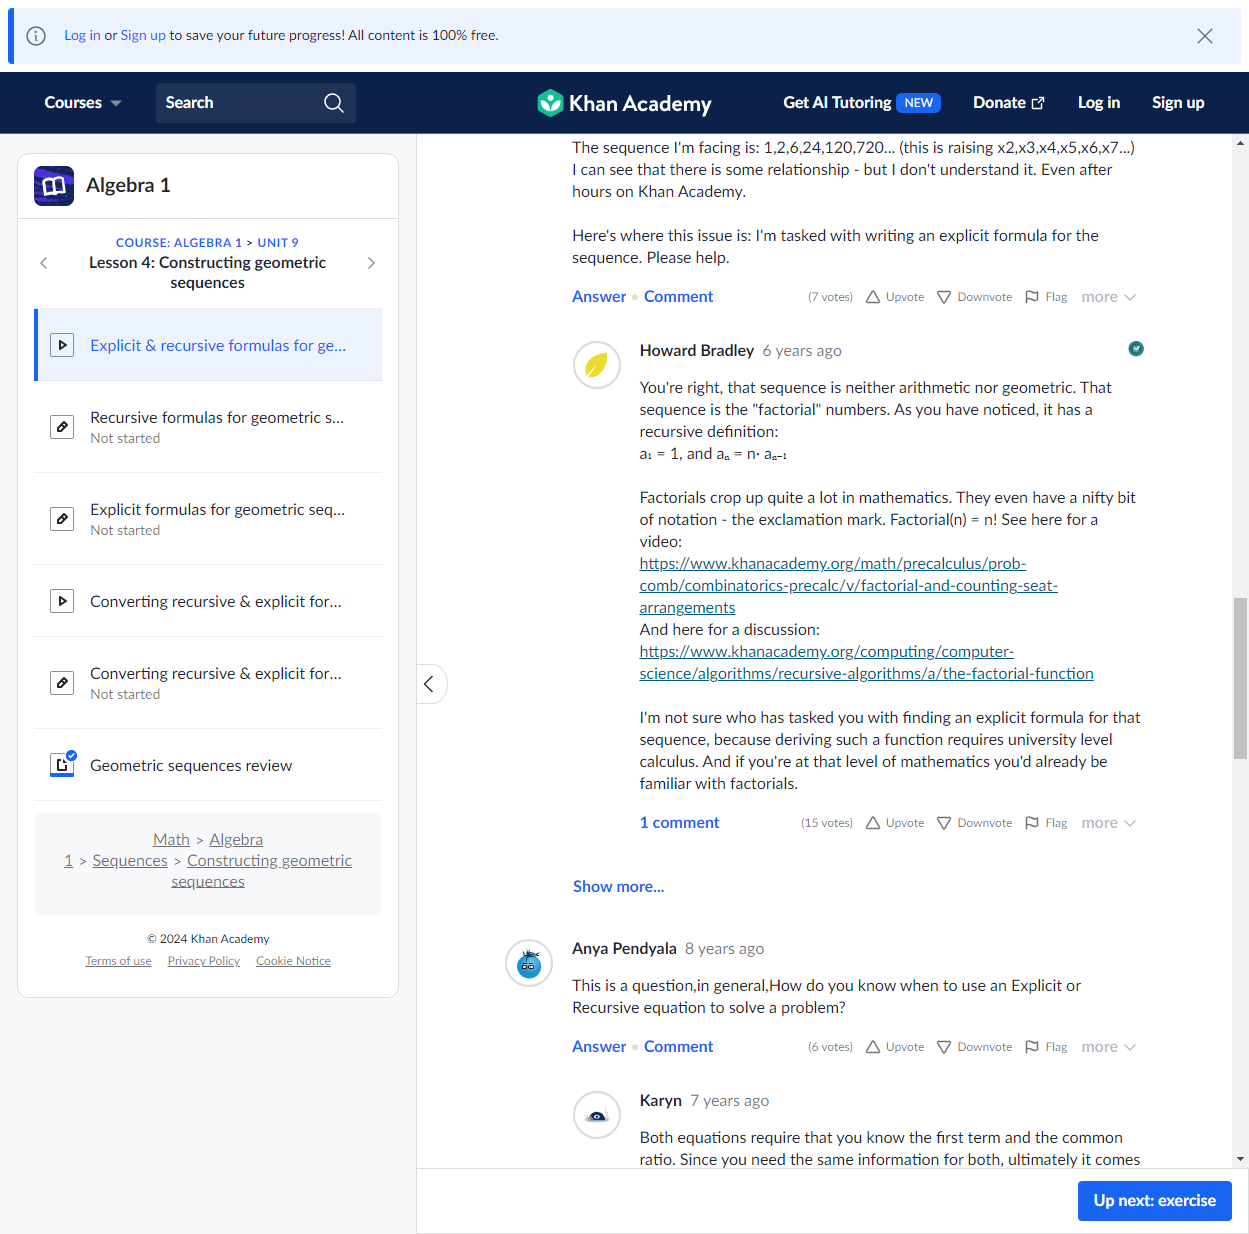 Log in or Sign up to save your future progress! All content is 100% free.
Courses
Search
Khan Academy
Get AI Tutoring NEW
Donate
Log in
Sign up
Algebra 1
COURSE: ALGEBRA 1 > UNIT 9
Lesson 4: Constructing geometric
sequences
Explicit & recursive formulas for ge...
Recursive formulas for geometric s...
Not started
Explicit formulas for geometric seq...
Not started
Converting recursive & explicit for...
Converting recursive & explicit for...
Not started
Geometric sequences review
Math > Algebra
1 > Sequences > Constructing geometric
sequences
© 2024 Khan Academy
Terms of use Privacy Policy Cookie Notice
The sequence I'm facing is: 1,2,6,24,120,720... (this is raising x2,x3,x4,x5,x6,x7...)
I can see that there is some relationship - but I don't understand it. Even after
hours on Khan Academy.
Here's where this issue is: I'm tasked with writing an explicit formula for the
sequence. Please help.
Answer • Comment (7 votes) Upvote Downvote Flag more
Howard Bradley 6 years ago
You're right, that sequence is neither arithmetic nor geometric. That
sequence is the "factorial" numbers. As you have noticed, it has a
recursive definition:
a₁ = 1, and aₙ = n· aₙ₋₁
Factorials crop up quite a lot in mathematics. They even have a nifty bit
of notation - the exclamation mark. Factorial(n) = n! See here for a
video:
https://www.khanacademy.org/math/precalculus/prob-
comb/combinatorics-precalc/v/factorial-and-counting-seat-
arrangements
And here for a discussion:
https://www.khanacademy.org/computing/computer-
science/algorithms/recursive-algorithms/a/the-factorial-function
I'm not sure who has tasked you with finding an explicit formula for that
sequence, because deriving such a function requires university level
calculus. And if you're at that level of mathematics you'd already be
familiar with factorials.
1 comment (15 votes) Upvote Downvote Flag more
Show more...
Anya Pendyala 8 years ago
This is a question,in general,How do you know when to use an Explicit or
Recursive equation to solve a problem?
Answer • Comment (6 votes) Upvote Downvote Flag more
Karyn 7 years ago
Both equations require that you know the first term and the common
ratio. Since you need the same information for both, ultimately it comes
Up next: exercise